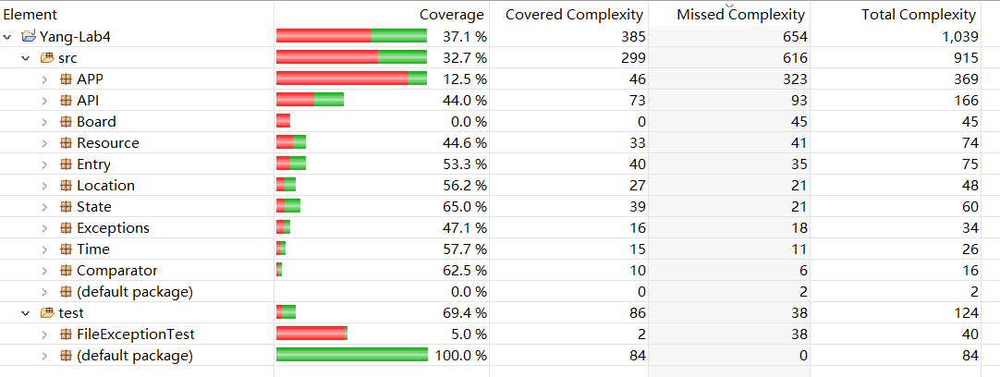 Element Coverage Covered Complexity Missed Complexity Total Complexity
Yang-Lab4 37.1 % 385 654 1,039
src 32.7 % 299 616 915
APP 12.5 % 46 323 369
API 44.0 % 73 93 166
Board 0.0 % 0 45 45
Resource 44.6 % 33 41 74
Entry 53.3 % 40 35 75
Location 56.2 % 27 21 48
State 65.0 % 39 21 60
Exceptions 47.1 % 16 18 34
Time 57.7 % 15 11 26
Comparator 62.5 % 10 6 16
(default package) 0.0 % 0 2 2
test 69.4 % 86 38 124
FileExceptionTest 5.0 % 2 38 40
(default package) 100.0 % 84 0 84